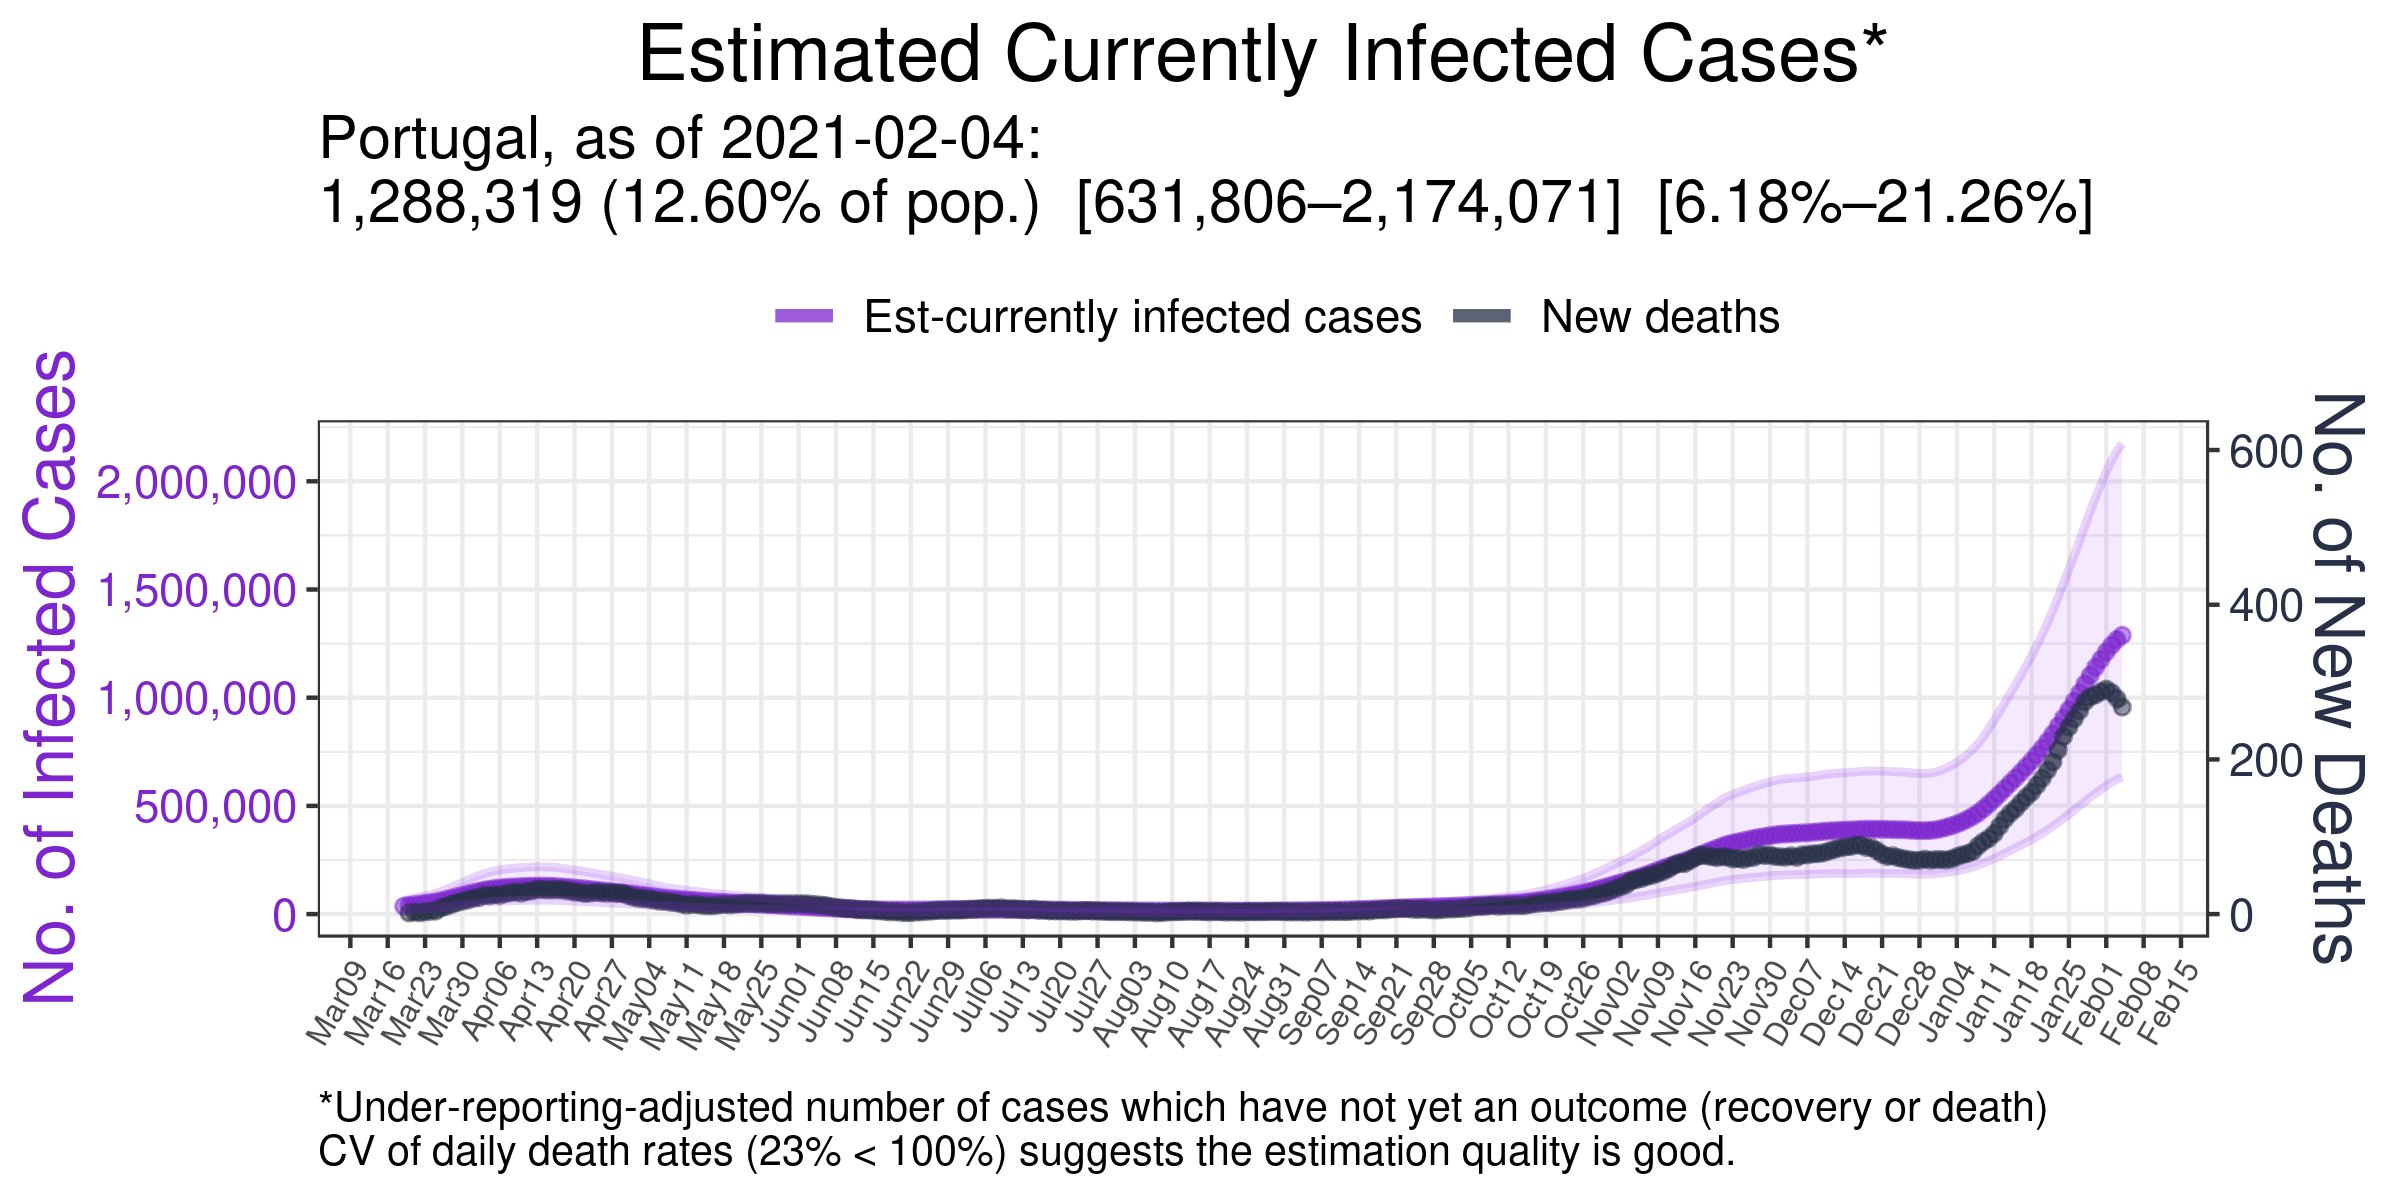 Estimated Currently Infected Cases*
Portugal, as of 2021-02-04:
1,288,319 (12.60% of pop.) [631,806–2,174,071] [6.18%–21.26%]
Est-currently infected cases
New deaths
No. of Infected Cases
2,000,000
1,500,000
1,000,000
500,000
0
600
400
200
0
No. of New Deaths
Mar09
Mar16
Mar23
Mar30
Apr06
Apr13
Apr20
Apr27
May04
May11
May18
May25
Jun01
Jun08
Jun15
Jun22
Jun29
Jul06
Jul13
Jul20
Jul27
Aug03
Aug10
Aug17
Aug24
Aug31
Sep07
Sep14
Sep21
Sep28
Oct05
Oct12
Oct19
Oct26
Nov02
Nov09
Nov16
Nov23
Nov30
Dec07
Dec14
Dec21
Dec28
Jan04
Jan11
Jan18
Jan25
Feb01
Feb08
Feb15
*Under-reporting-adjusted number of cases which have not yet an outcome (recovery or death)
CV of daily death rates (23% < 100%) suggests the estimation quality is good.